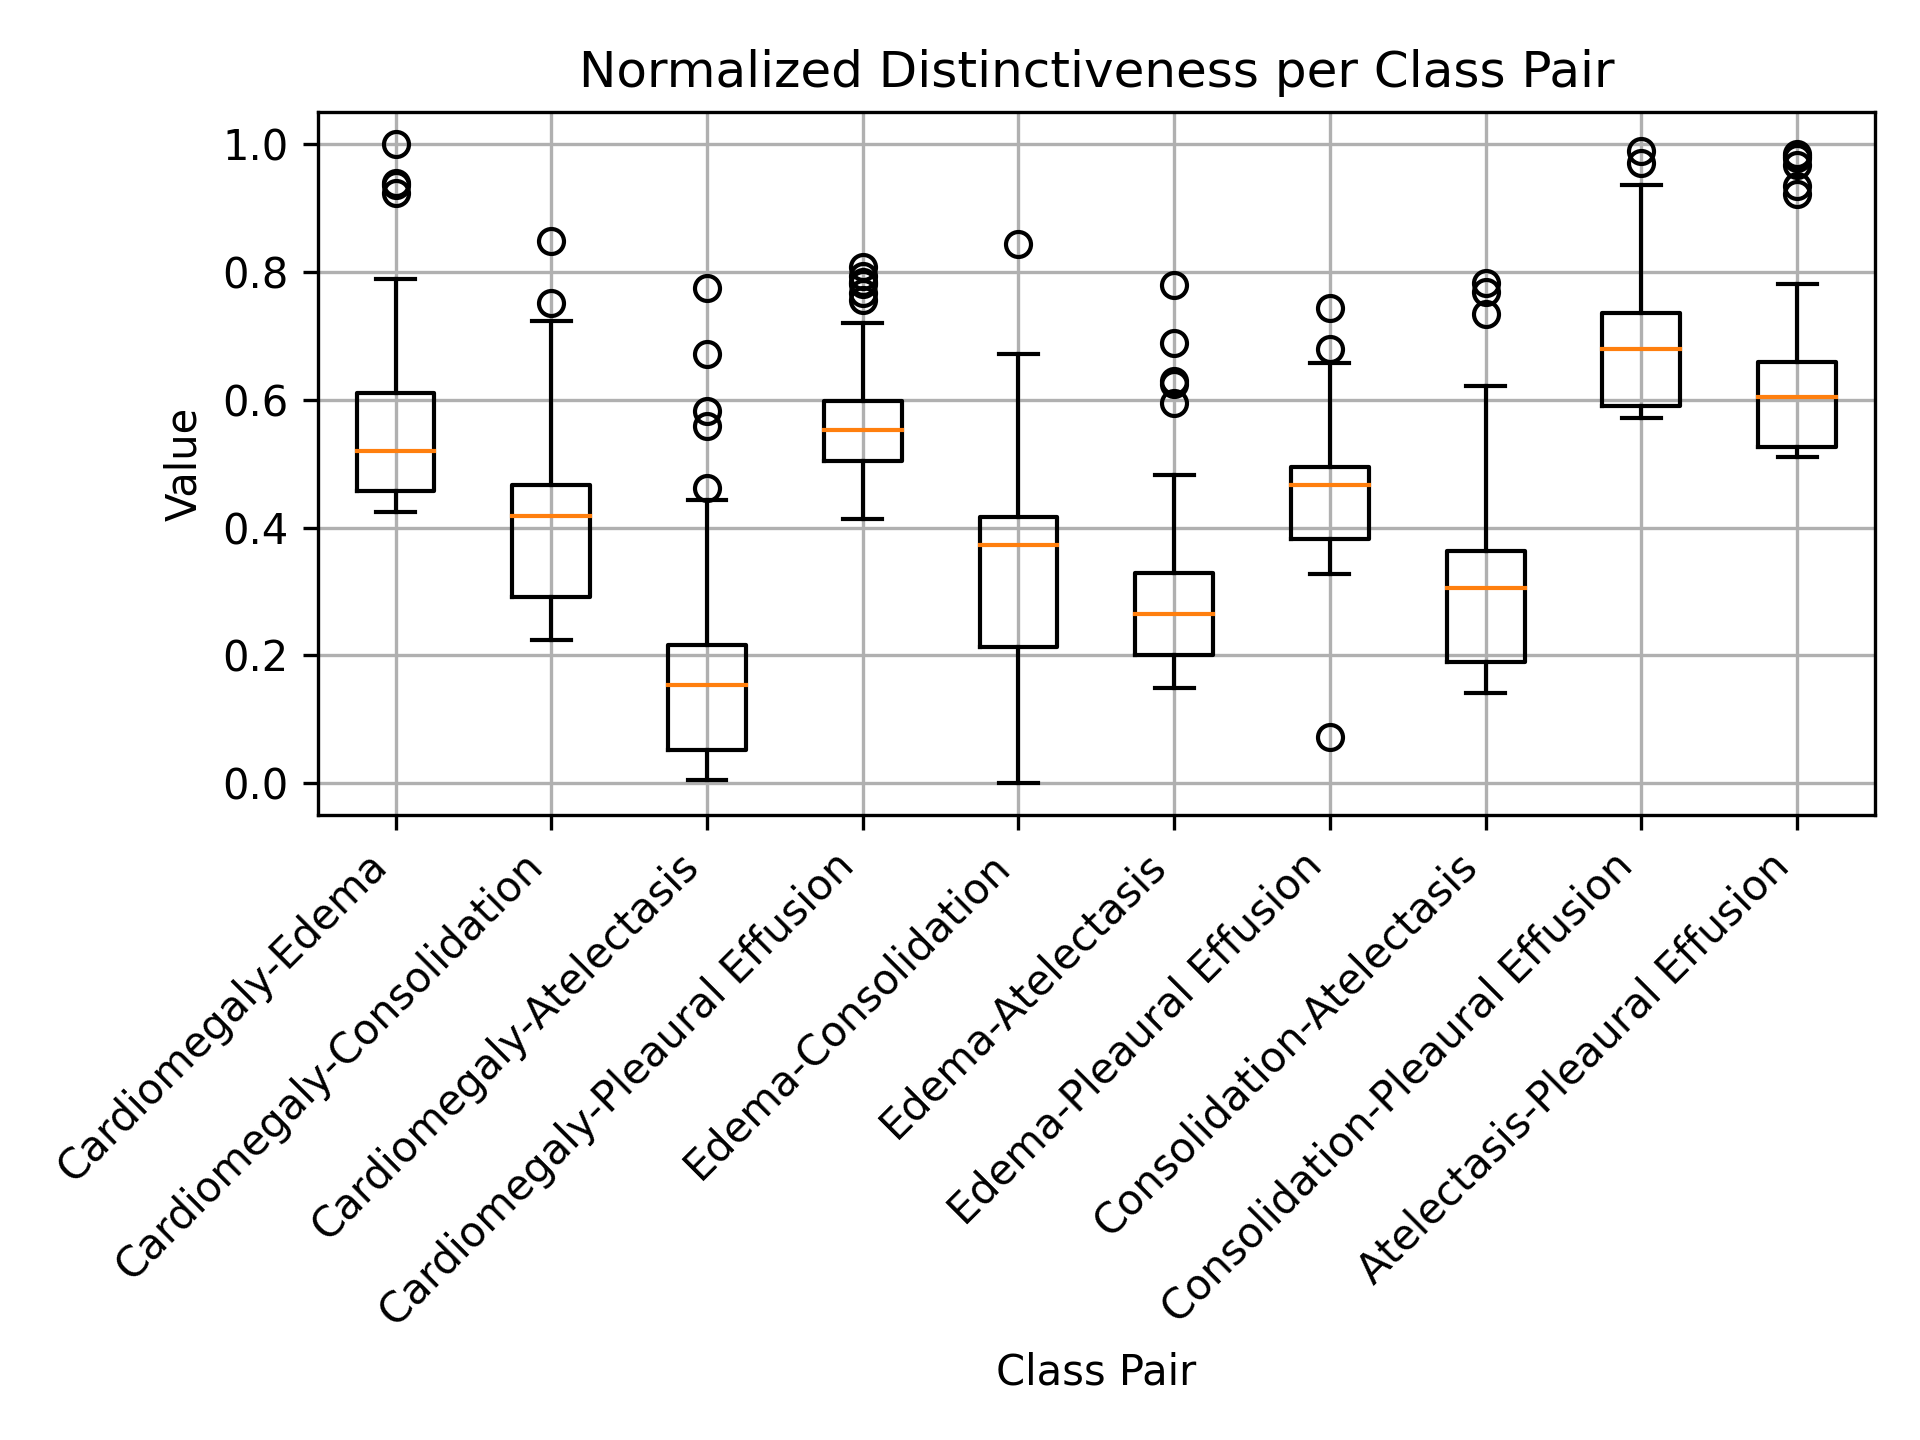 Normalized Distinctiveness per Class Pair
Value
1.0
0.8
0.6
0.4
0.2
0.0
Cardiomegaly-Edema
Cardiomegaly-Consolidation
Cardiomegaly-Atelectasis
Cardiomegaly-Pleaural Effusion
Edema-Consolidation
Edema-Atelectasis
Edema-Pleaural Effusion
Consolidation-Atelectasis
Consolidation-Pleaural Effusion
Atelectasis-Pleaural Effusion
Class Pair